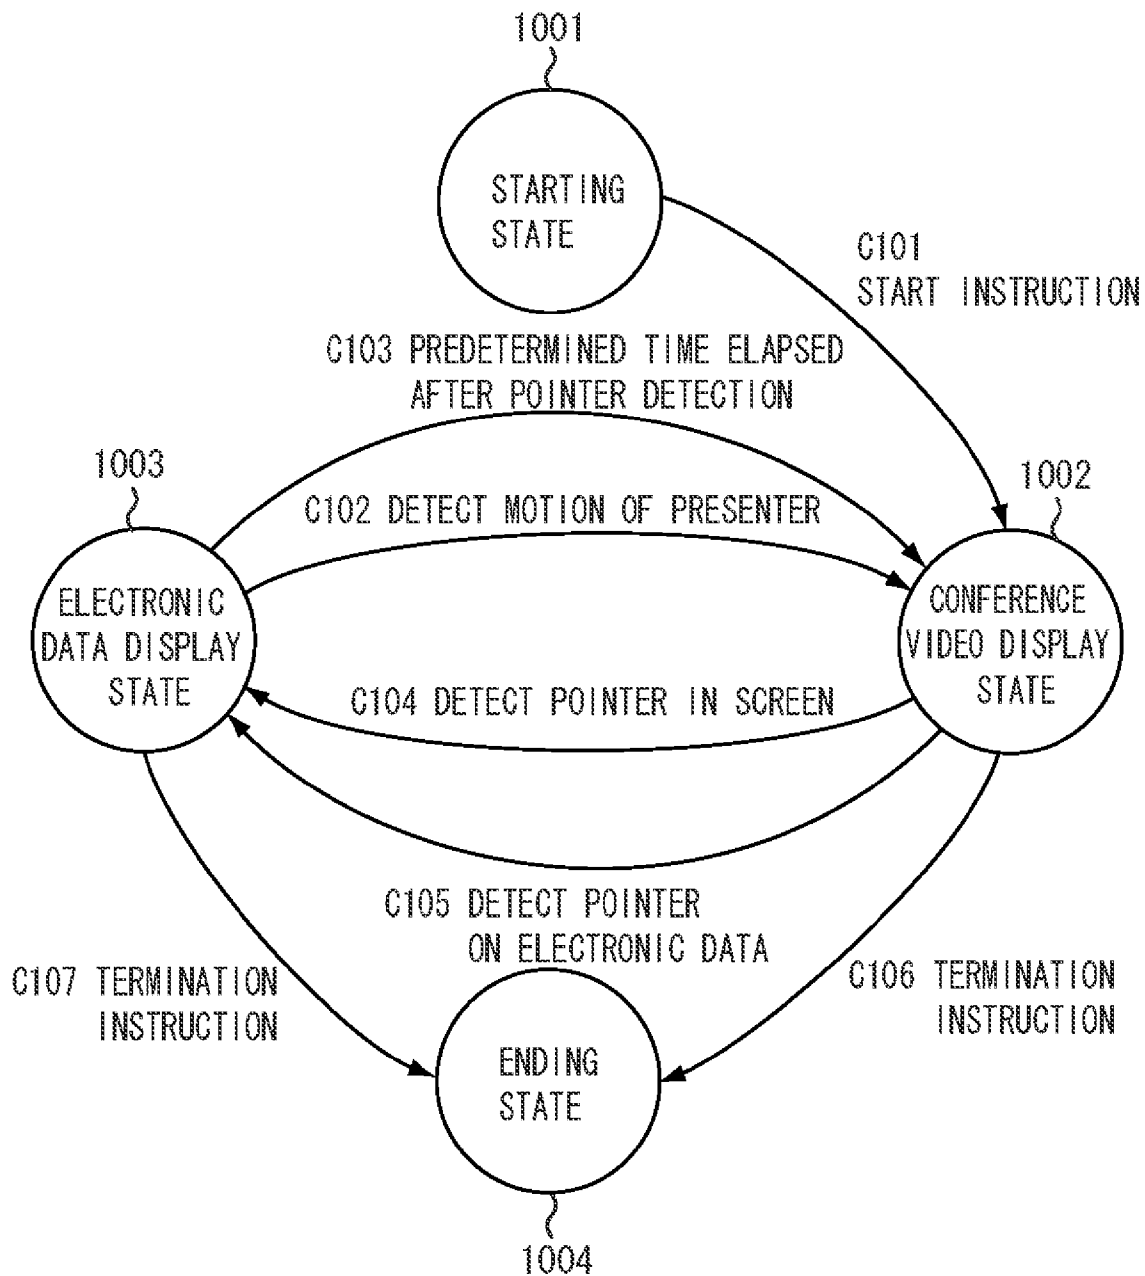 1001
STARTING
STATE
C101
START INSTRUCTION
C103 PREDETERMINED TIME ELAPSED
AFTER POINTER DETECTION
1003
1002
C102 DETECT MOTION OF PRESENTER
ELECTRONIC
DATA DISPLAY
STATE
CONFERENCE
VIDEO DISPLAY
STATE
C104 DETECT POINTER IN SCREEN
C105 DETECT POINTER
ON ELECTRONIC DATA
C107 TERMINATION
INSTRUCTION
C106 TERMINATION
INSTRUCTION
ENDING
STATE
1004